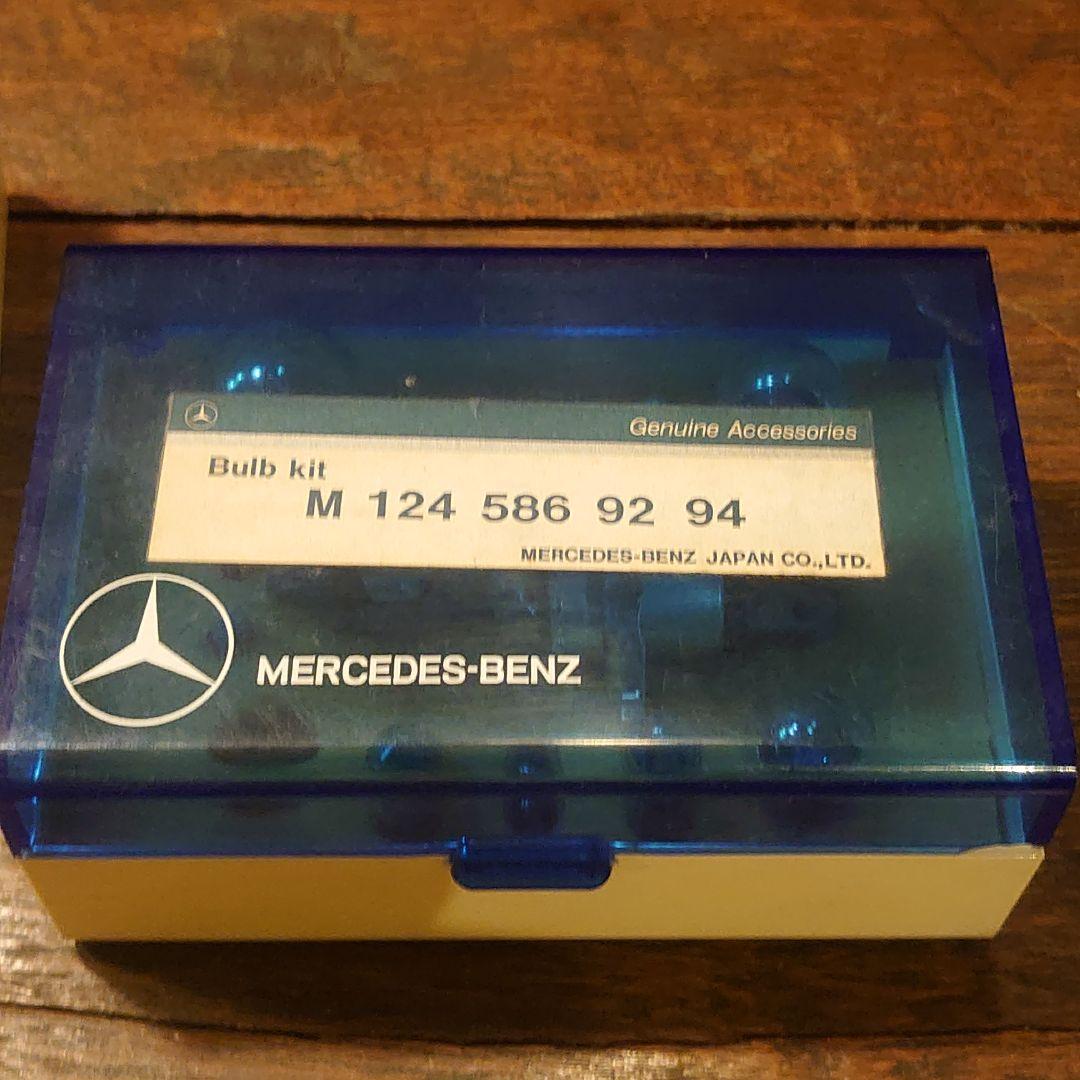 Genuine Accessories
Bulb kit
M 124 586 92 94
MERCEDES-BENZ JAPAN CO.,LTD.
MERCEDES-BENZ